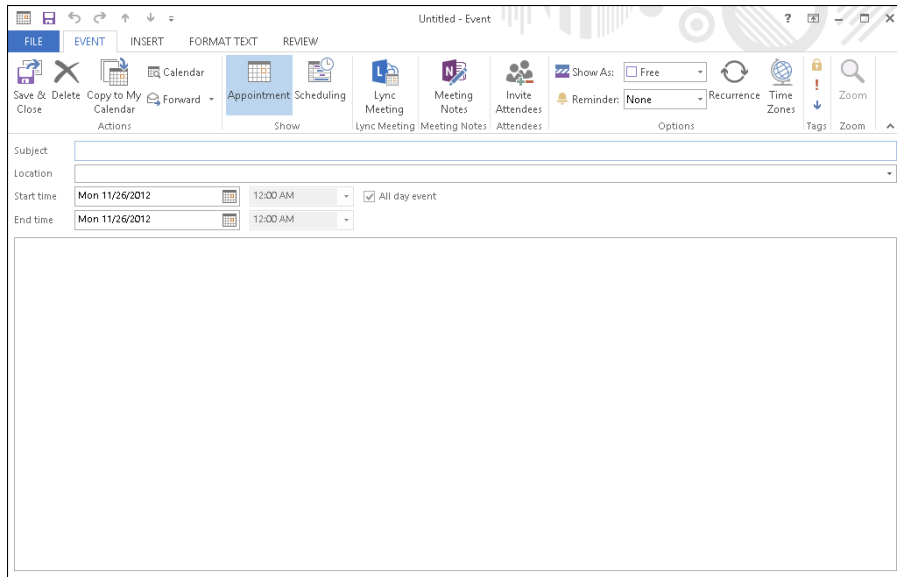 Untitled - Event
?
FILE EVENT INSERT FORMAT TEXT REVIEW
Save & Close Delete Copy to My Calendar Calendar Forward Appointment Scheduling Lync Meeting Meeting Notes Invite Attendees Show As: Free Reminder: None Recurrence Time Zones ! Zoom
Actions Show Lync Meeting Meeting Notes Attendees Options Tags Zoom
Subject
Location
Start time Mon 11/26/2012 12:00 AM All day event
End time Mon 11/26/2012 12:00 AM